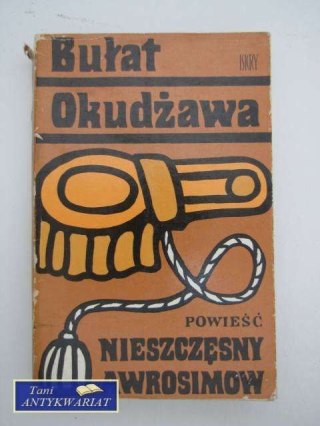 Bułat
ISKRY
Okudżawa
POWIEŚĆ
NIESZCZĘSNY
AWROSIMOW
Tani
ANTYKWARIAT